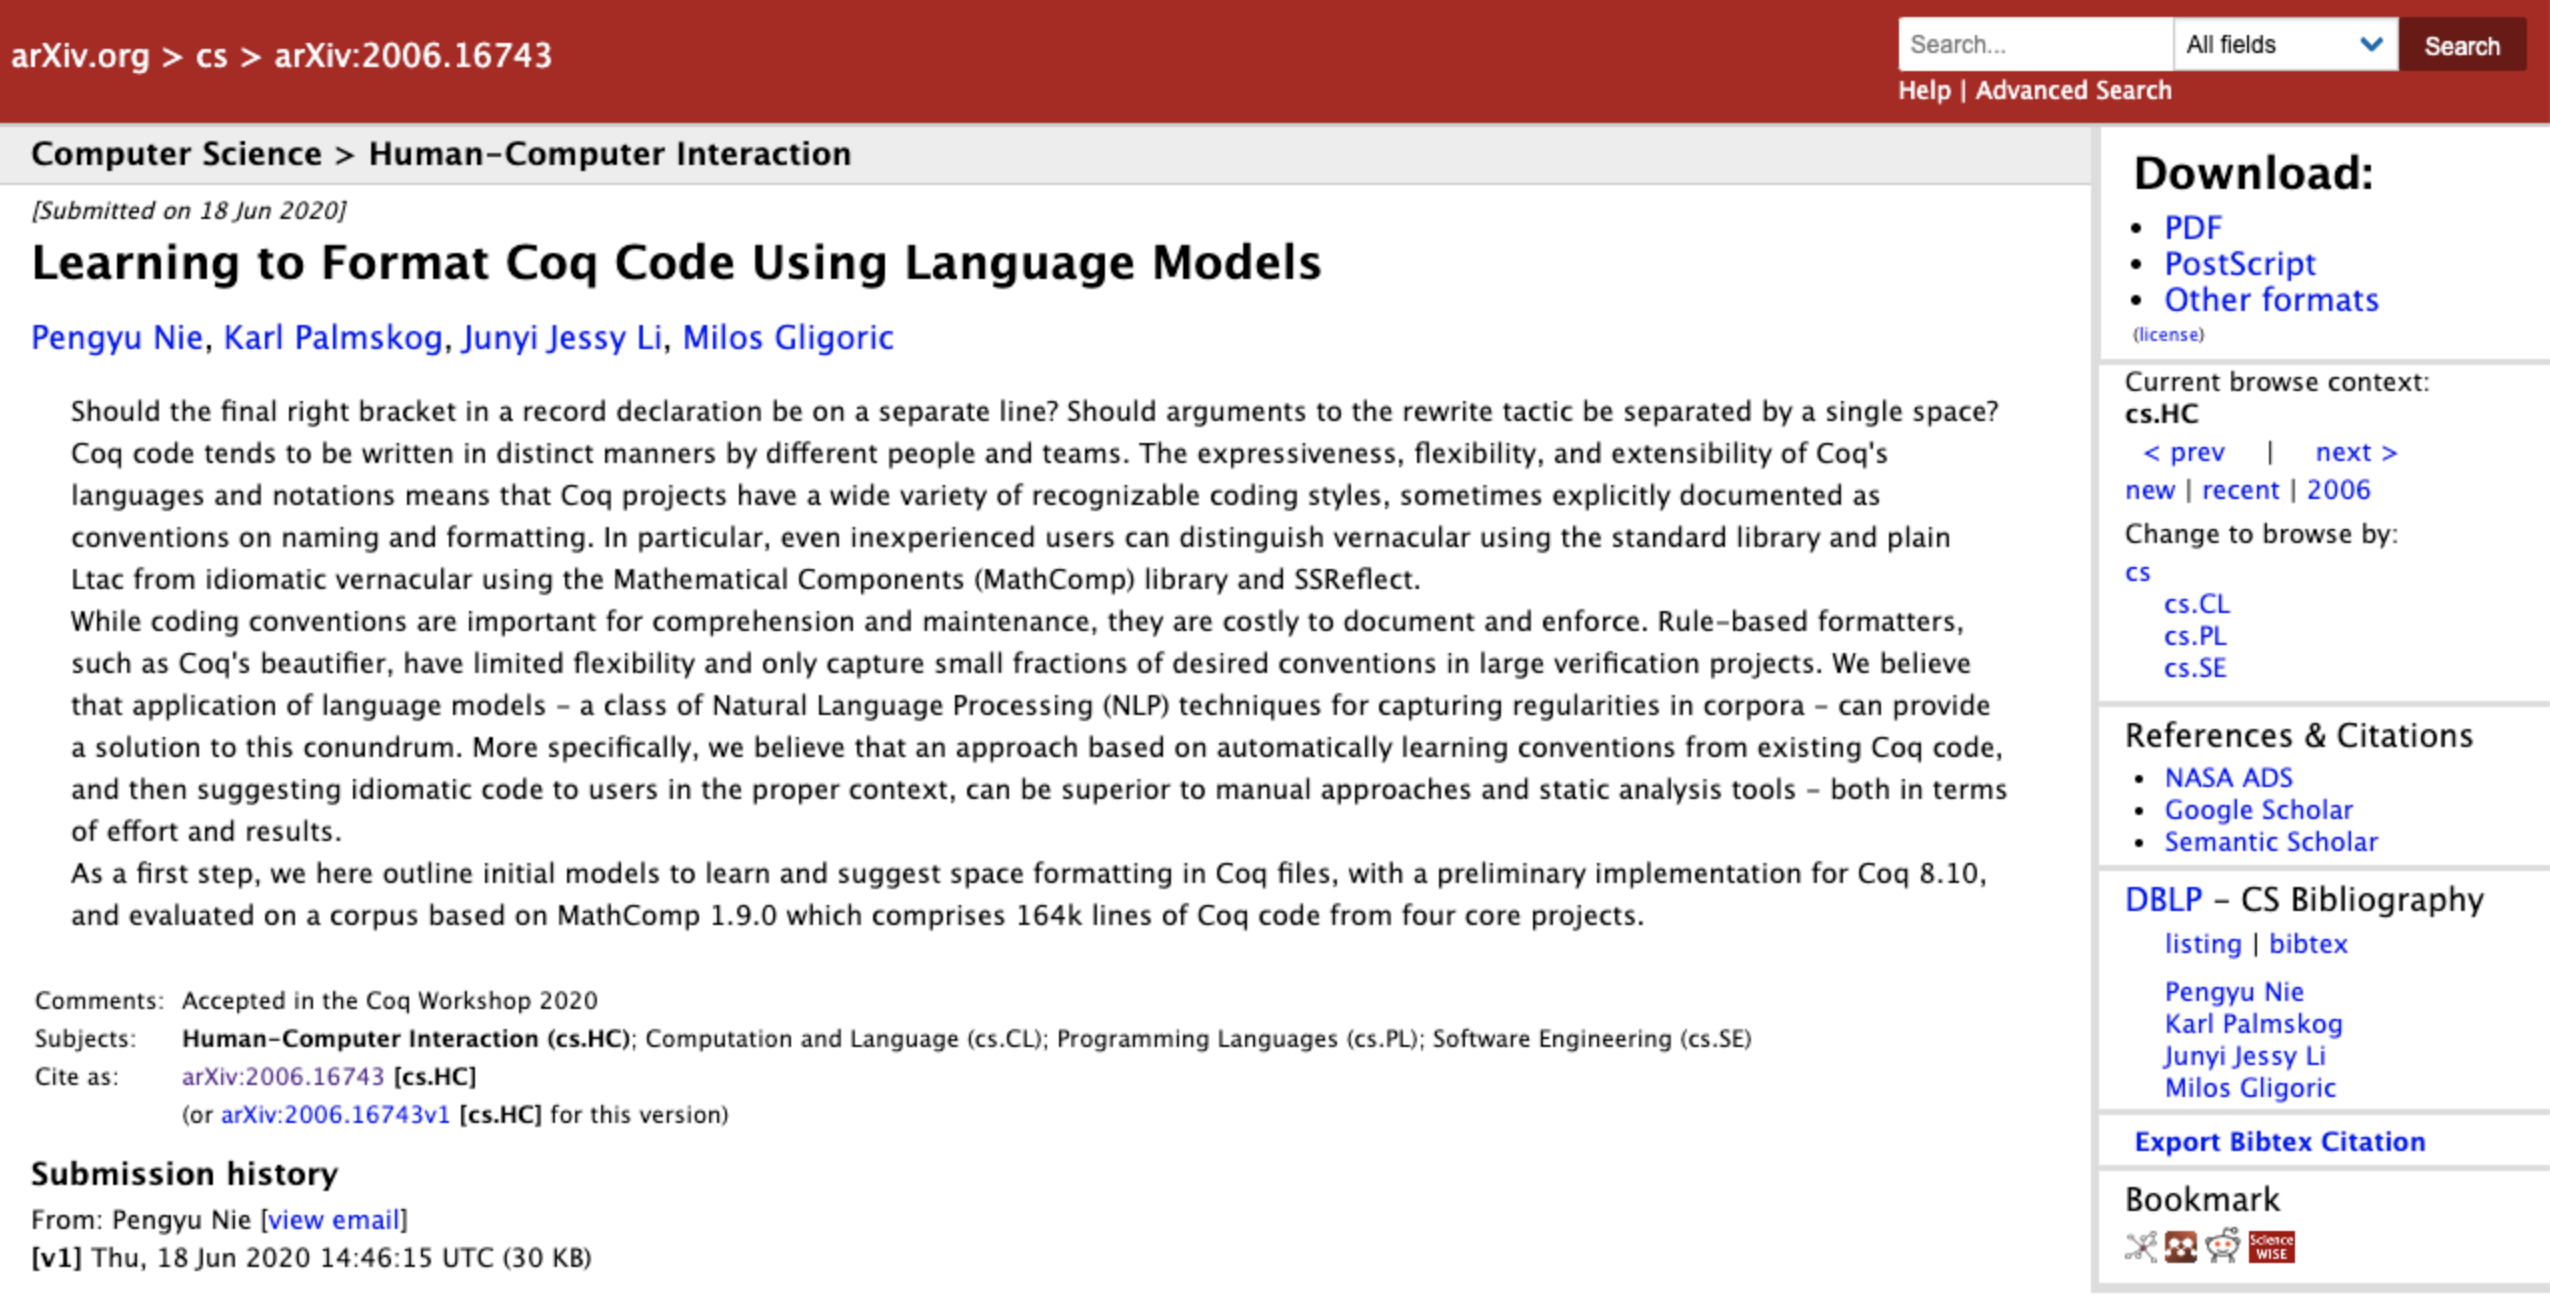 arXiv.org > cs > arXiv:2006.16743
Search...
All fields
Search
Help | Advanced Search
Computer Science > Human-Computer Interaction
[Submitted on 18 Jun 2020]
Learning to Format Coq Code Using Language Models
Pengyu Nie, Karl Palmskog, Junyi Jessy Li, Milos Gligoric
Should the final right bracket in a record declaration be on a separate line? Should arguments to the rewrite tactic be separated by a single space?
Coq code tends to be written in distinct manners by different people and teams. The expressiveness, flexibility, and extensibility of Coq's
languages and notations means that Coq projects have a wide variety of recognizable coding styles, sometimes explicitly documented as
conventions on naming and formatting. In particular, even inexperienced users can distinguish vernacular using the standard library and plain
Ltac from idiomatic vernacular using the Mathematical Components (MathComp) library and SSReflect.
While coding conventions are important for comprehension and maintenance, they are costly to document and enforce. Rule-based formatters,
such as Coq's beautifier, have limited flexibility and only capture small fractions of desired conventions in large verification projects. We believe
that application of language models – a class of Natural Language Processing (NLP) techniques for capturing regularities in corpora – can provide
a solution to this conundrum. More specifically, we believe that an approach based on automatically learning conventions from existing Coq code,
and then suggesting idiomatic code to users in the proper context, can be superior to manual approaches and static analysis tools – both in terms
of effort and results.
As a first step, we here outline initial models to learn and suggest space formatting in Coq files, with a preliminary implementation for Coq 8.10,
and evaluated on a corpus based on MathComp 1.9.0 which comprises 164k lines of Coq code from four core projects.
Comments: Accepted in the Coq Workshop 2020
Subjects: Human-Computer Interaction (cs.HC); Computation and Language (cs.CL); Programming Languages (cs.PL); Software Engineering (cs.SE)
Cite as: arXiv:2006.16743 [cs.HC]
(or arXiv:2006.16743v1 [cs.HC] for this version)
Submission history
From: Pengyu Nie [view email]
[v1] Thu, 18 Jun 2020 14:46:15 UTC (30 KB)
Download:
• PDF
• PostScript
• Other formats
(license)
Current browse context:
cs.HC
< prev | next >
new | recent | 2006
Change to browse by:
cs
cs.CL
cs.PL
cs.SE
References & Citations
• NASA ADS
• Google Scholar
• Semantic Scholar
DBLP – CS Bibliography
listing | bibtex
Pengyu Nie
Karl Palmskog
Junyi Jessy Li
Milos Gligoric
Export Bibtex Citation
Bookmark
Science
WISE